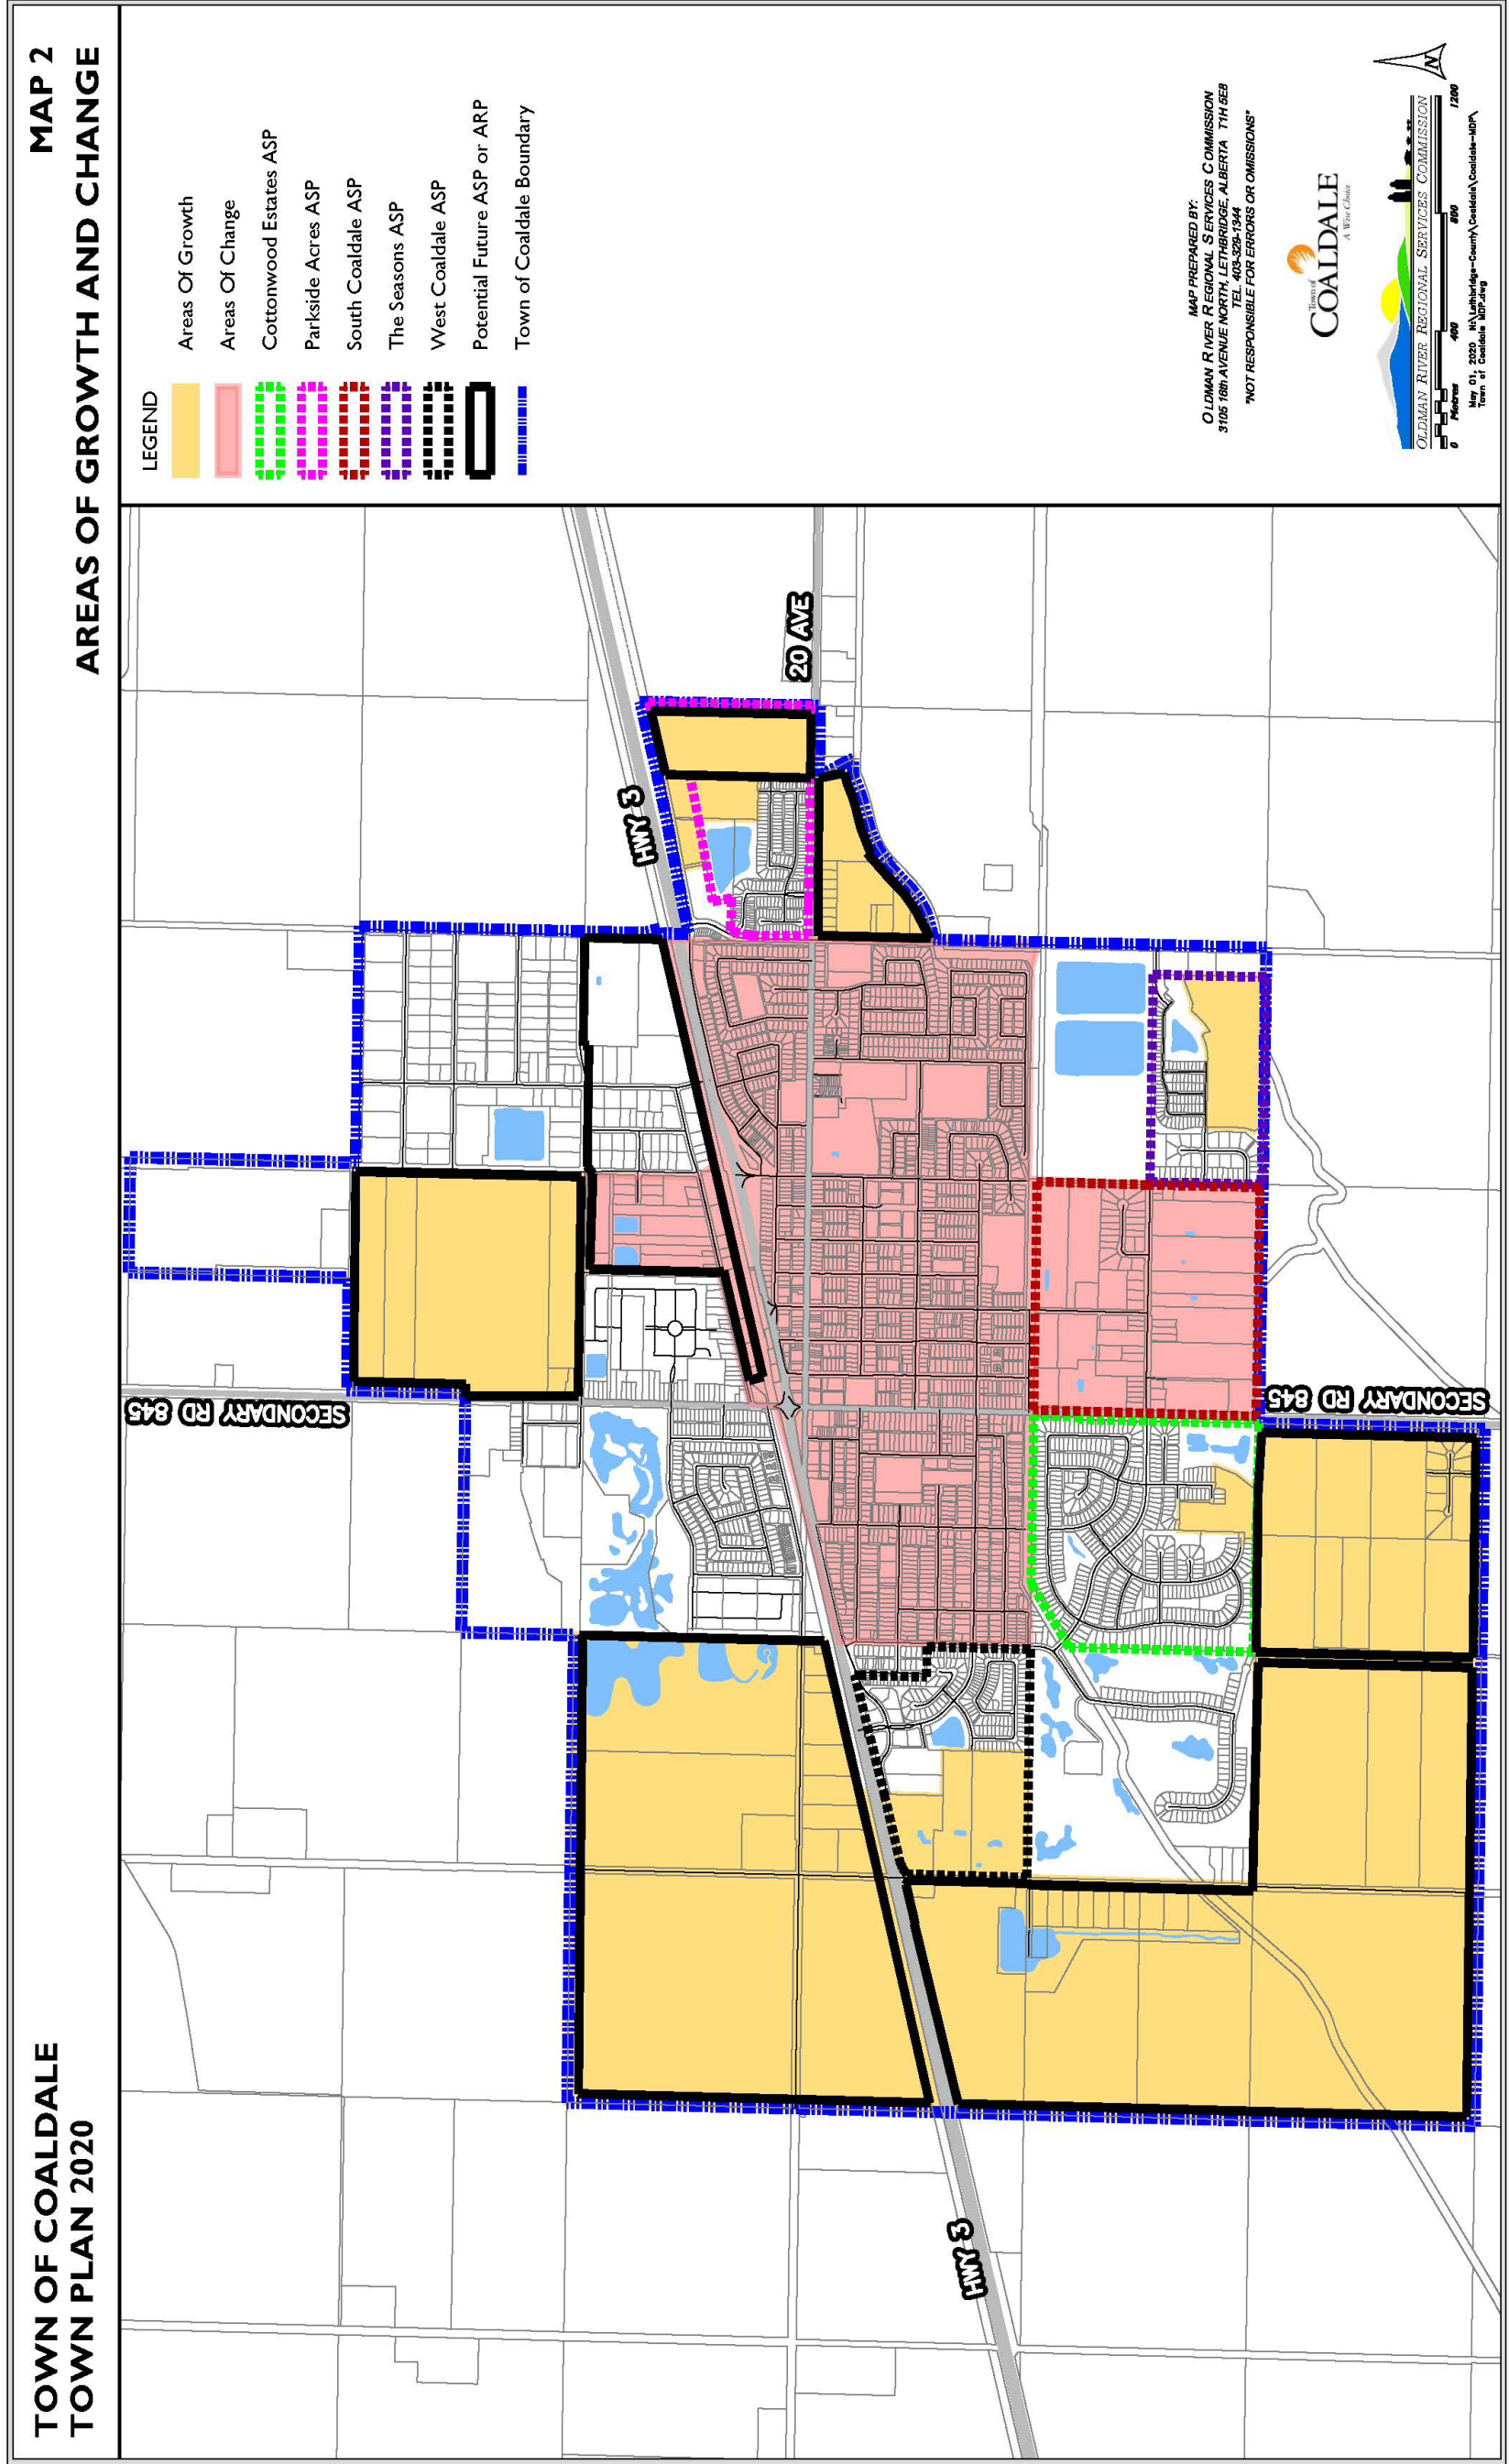 TOWN OF COALDALE
TOWN PLAN 2020
MAP 2
AREAS OF GROWTH AND CHANGE
SECONDARY RD 845
HWY 3
20 AVE
HWY 3
SECONDARY RD 845
LEGEND
Areas Of Growth
Areas Of Change
Cottonwood Estates ASP
Parkside Acres ASP
South Coaldale ASP
The Seasons ASP
West Coaldale ASP
Potential Future ASP or ARP
Town of Coaldale Boundary
MAP PREPARED BY:
OLDMAN RIVER REGIONAL SERVICES COMMISSION
3105 16th AVENUE NORTH, LETHBRIDGE, ALBERTA T1H 5E8
TEL. 403-329-1344
"NOT RESPONSIBLE FOR ERRORS OR OMISSIONS"
Town of
COALDALE
A Wise Choice
OLDMAN RIVER REGIONAL SERVICES COMMISSION
0 Metres 400 800 1200
May 01, 2020 N:\Lethbridge-County\Coaldale\Coaldale-MDP\
Town of Coaldale MDP.dwg
N